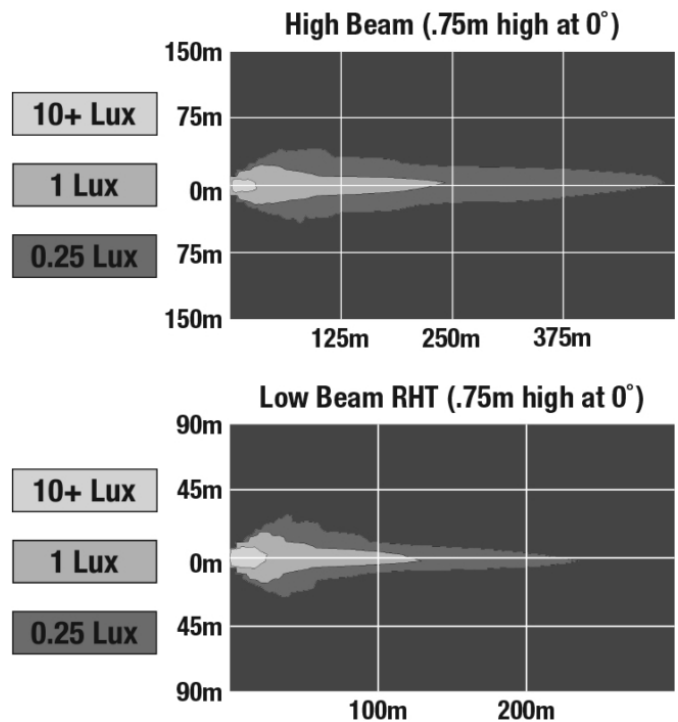 High Beam (.75m high at 0°)
10+ Lux
1 Lux
0.25 Lux
150m
75m
0m
75m
150m
125m 250m 375m
Low Beam RHT (.75m high at 0°)
10+ Lux
1 Lux
0.25 Lux
90m
45m
0m
45m
90m
100m 200m